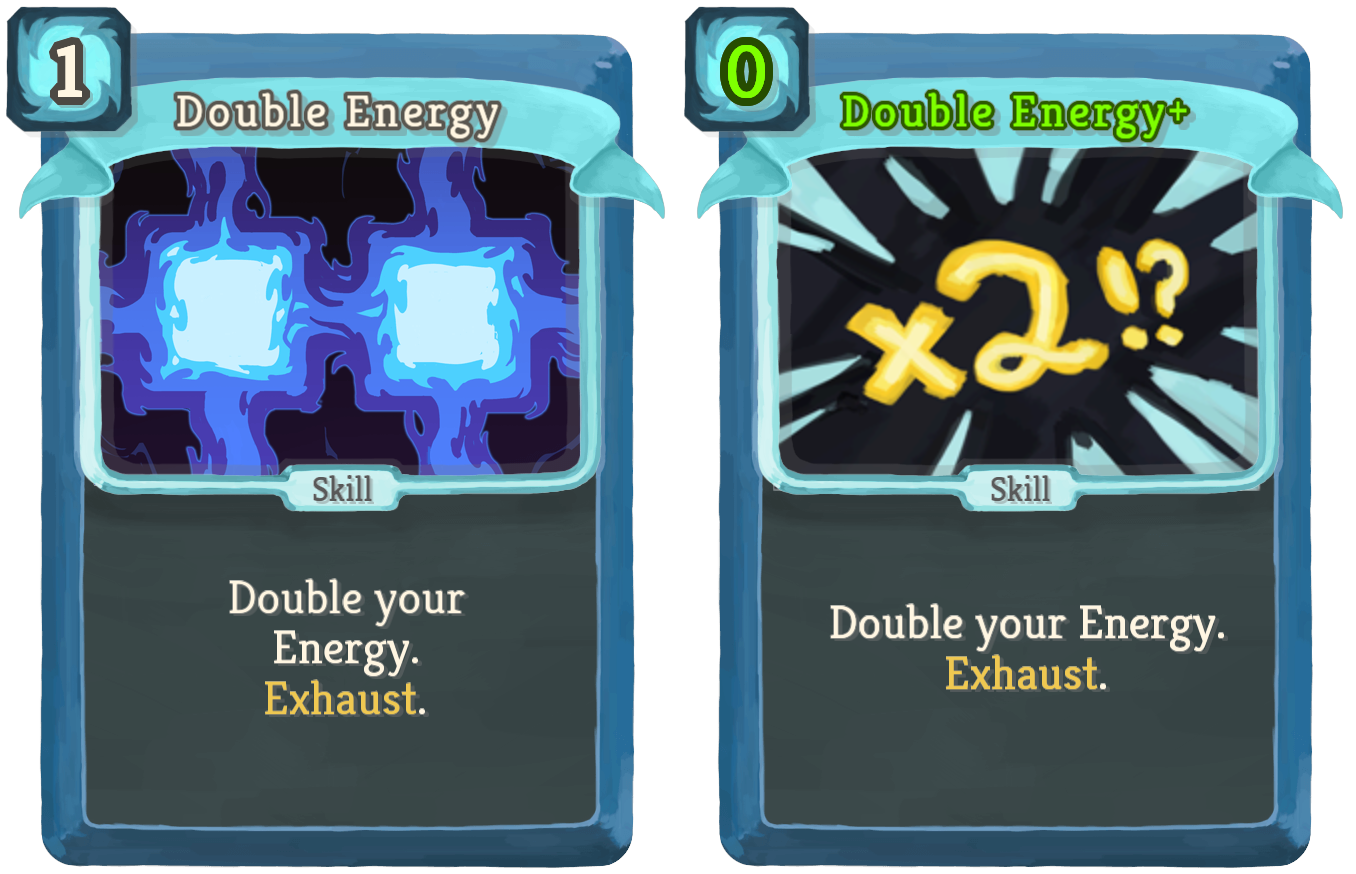 1
Double Energy
Skill
Double your
Energy.
Exhaust.
0
Double Energy+
x2!?
Skill
Double your Energy.
Exhaust.